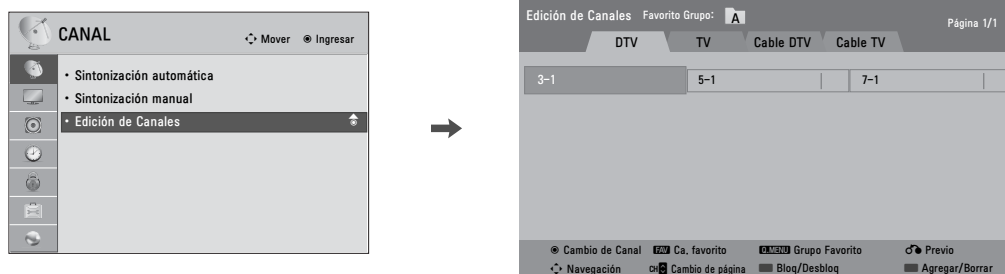 CANAL
Mover Ingresar
• Sintonización automática
• Sintonización manual
• Edición de Canales
Edición de Canales Favorito Grupo: A
Página 1/1
DTV TV Cable DTV Cable TV
3-1 5-1 7-1
Cambio de Canal FAV Ca. favorito Q.MENU Grupo Favorito Previo
Navegación CH Cambio de página Bloq/Desbloq Agregar/Borrar